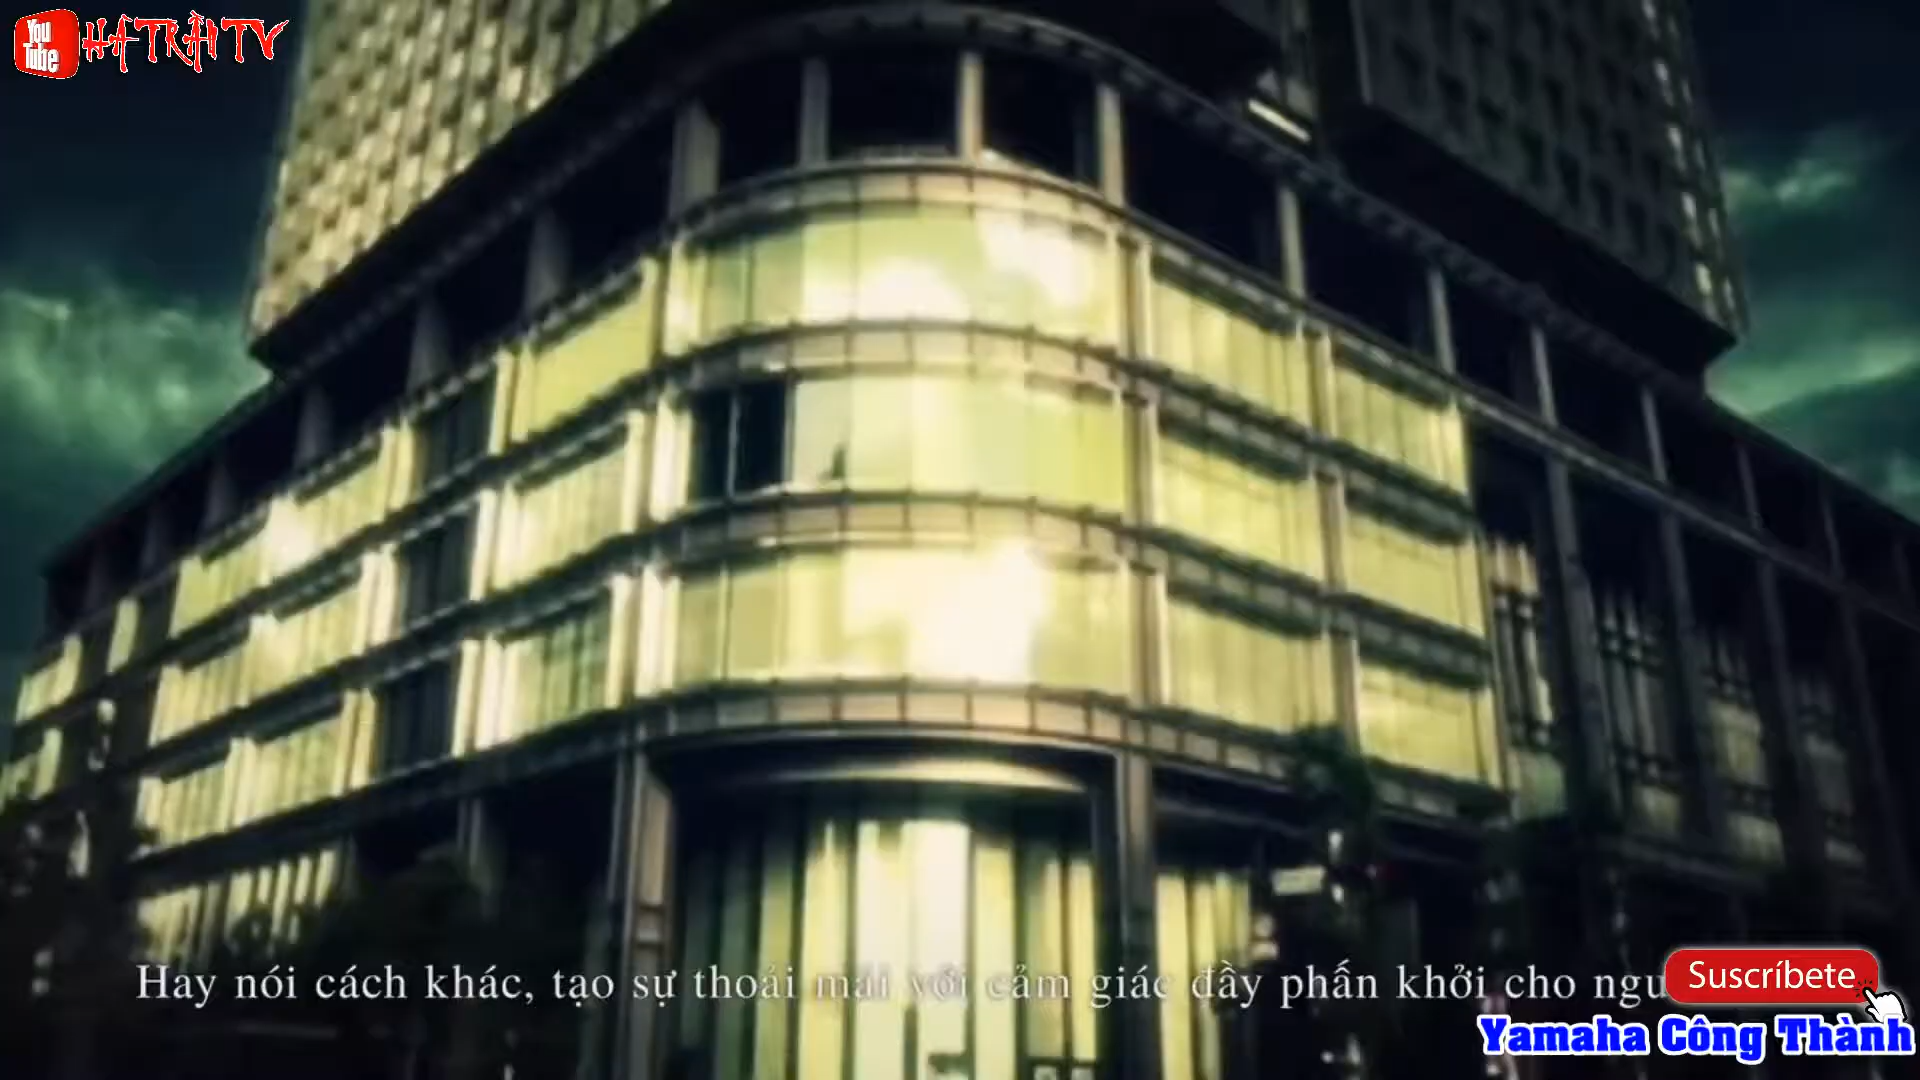 You
Tube
HATRAITV
Hay nói cách khác, tạo sự thoải mái với cảm giác đầy phấn khởi cho
Suscríbete
Yamaha Công Thành